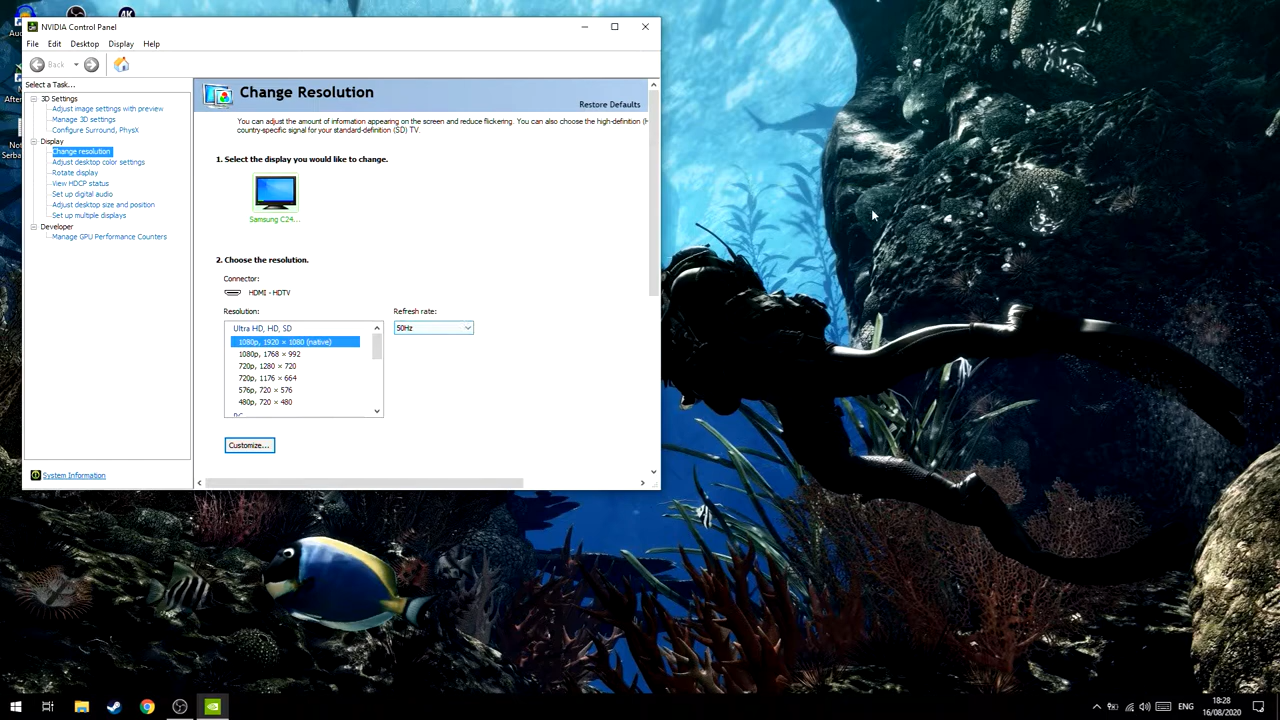 4K
Au
NVIDIA Control Panel
File Edit Desktop Display Help
Back
Select a Task...
3D Settings
Adjust image settings with preview
Manage 3D settings
Configure Surround, PhysX
Display
Change resolution
Adjust desktop color settings
Rotate display
View HDCP status
Set up digital audio
Adjust desktop size and position
Set up multiple displays
Developer
Manage GPU Performance Counters
System Information
After
Not
Serba
Change Resolution
Restore Defaults
You can adjust the amount of information appearing on the screen and reduce flickering. You can also choose the high-definition (H
country-specific signal for your standard-definition (SD) TV.
1. Select the display you would like to change.
Samsung C24...
2. Choose the resolution.
Connector:
HDMI - HDTV
Resolution:
Refresh rate:
Ultra HD, HD, SD
50Hz
1080p, 1920 × 1080 (native)
1080p, 1768 × 992
720p, 1280 × 720
720p, 1176 × 664
576p, 720 × 576
480p, 720 × 480
PC
Customize...
ENG
18:28
16/08/2020